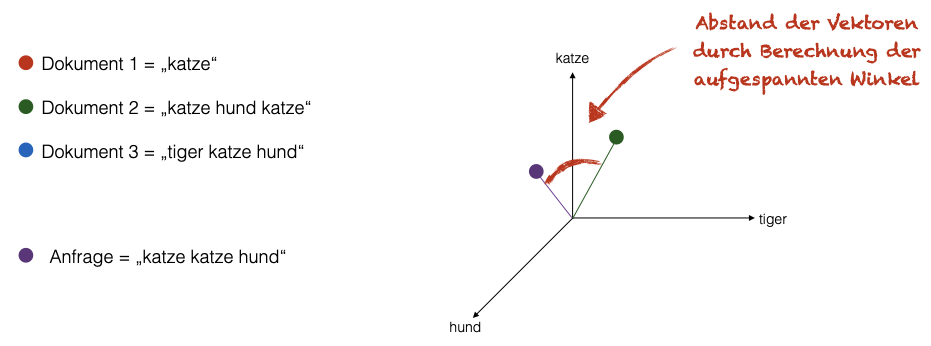 Dokument 1 = „katze“
Dokument 2 = „katze hund katze“
Dokument 3 = „tiger katze hund“
Anfrage = „katze katze hund“
Abstand der Vektoren
durch Berechnung der
aufgespannten Winkel
katze
tiger
hund